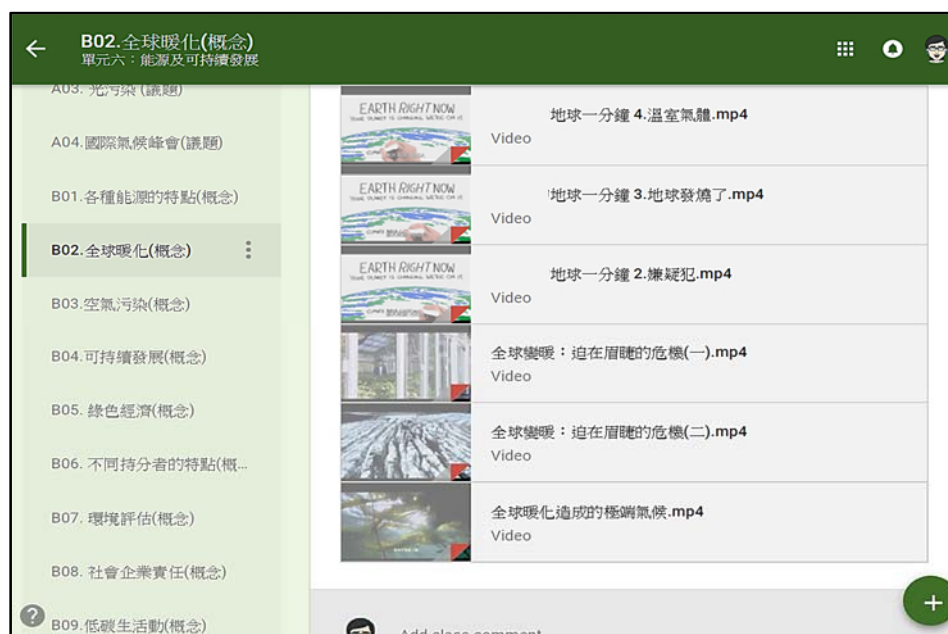 B02.全球暖化(概念)
單元六：能源及可持續發展
A03. 光污染 (議題)
A04.國際氣候峰會(議題)
B01.各種能源的特點(概念)
B02.全球暖化(概念)
B03.空氣污染(概念)
B04.可持續發展(概念)
B05. 綠色經濟(概念)
B06. 不同持分者的特點(概...
B07. 環境評估(概念)
B08. 社會企業責任(概念)
B09.低碳生活動(概念)
EARTH RIGHT NOW
地球一分鐘 4.溫室氣體.mp4
Video
EARTH RIGHT NOW
地球一分鐘 3.地球發燒了.mp4
Video
EARTH RIGHT NOW
地球一分鐘 2.嫌疑犯.mp4
Video
全球變暖：迫在眉睫的危機(一).mp4
Video
全球變暖：迫在眉睫的危機(二).mp4
Video
全球暖化造成的極端氣候.mp4
Video
Add class comment